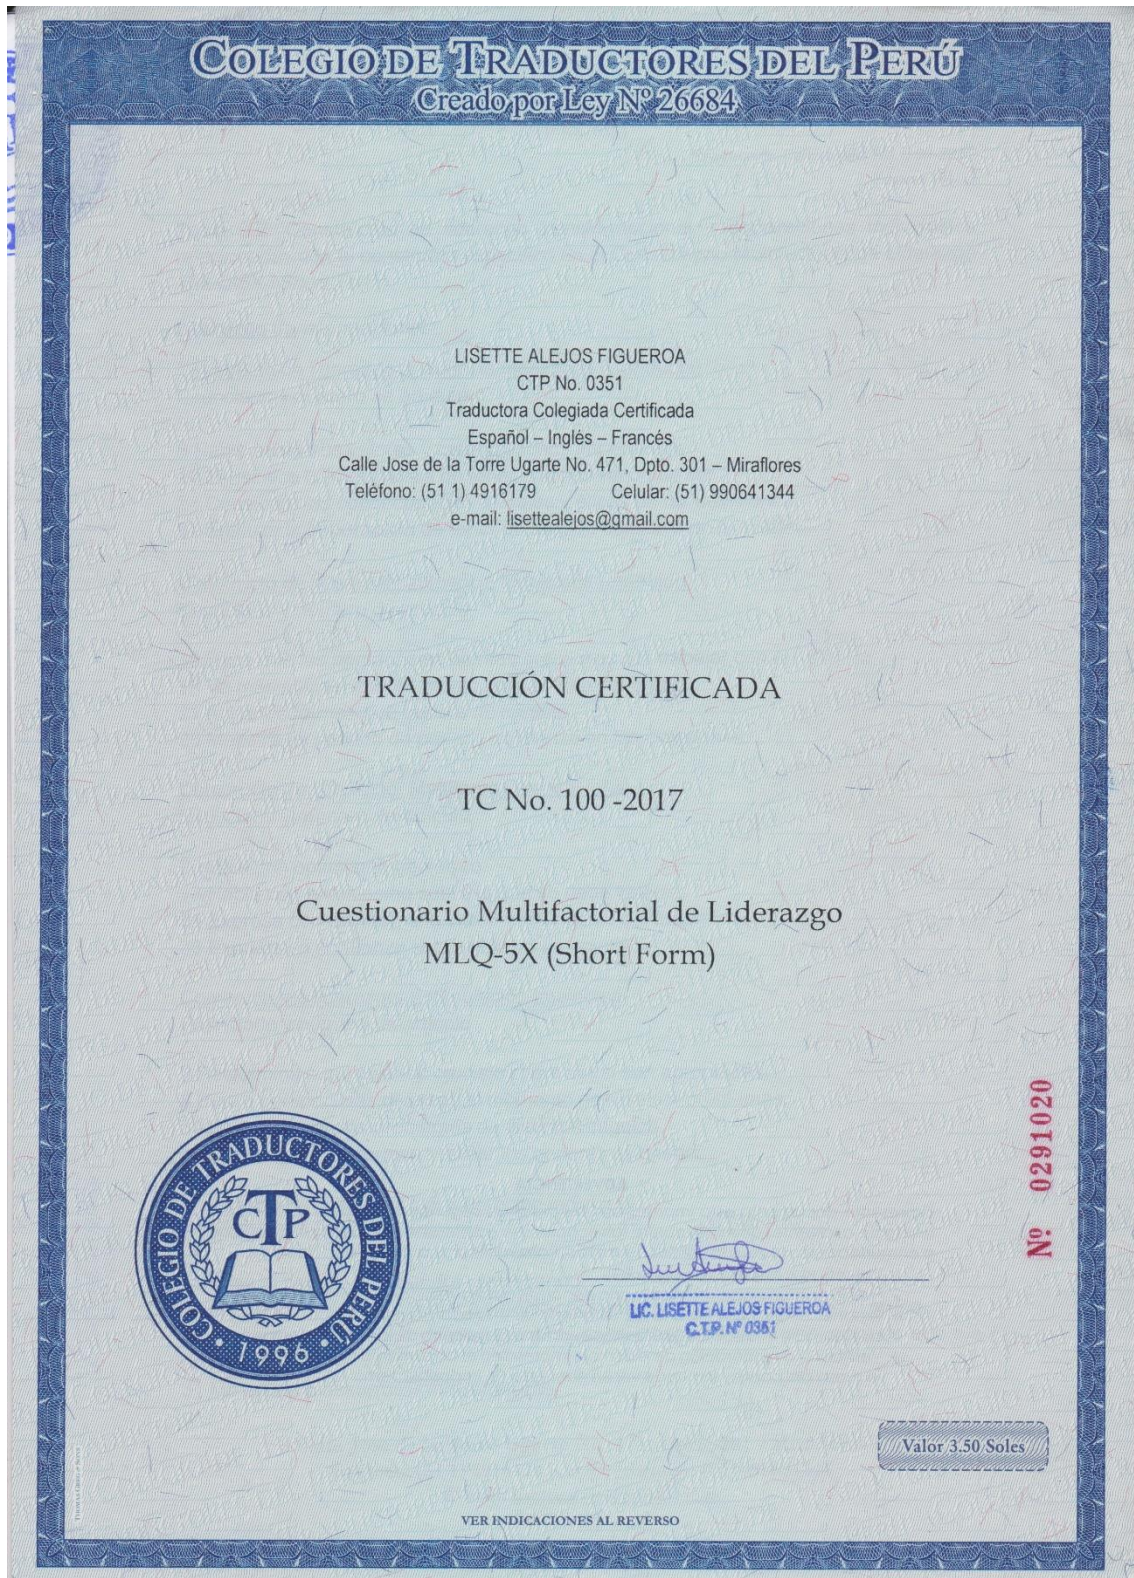 COLEGIO DE TRADUCTORES DEL PERÚ
Creado por Ley Nº 26684
LISETTE ALEJOS FIGUEROA
CTP No. 0351
Traductora Colegiada Certificada
Español – Inglés – Francés
Calle Jose de la Torre Ugarte No. 471, Dpto. 301 – Miraflores
Teléfono: (51 1) 4916179 Celular: (51) 990641344
e-mail: lisettealejos@gmail.com
TRADUCCIÓN CERTIFICADA
TC No. 100 -2017
Cuestionario Multifactorial de Liderazgo
MLQ-5X (Short Form)
Nº 0291020
COLEGIO DE TRADUCTORES DEL PERÚ
CTP
1996
LIC. LISETTE ALEJOS FIGUEROA
C.T.P. Nº 0351
Valor 3.50 Soles
VER INDICACIONES AL REVERSO